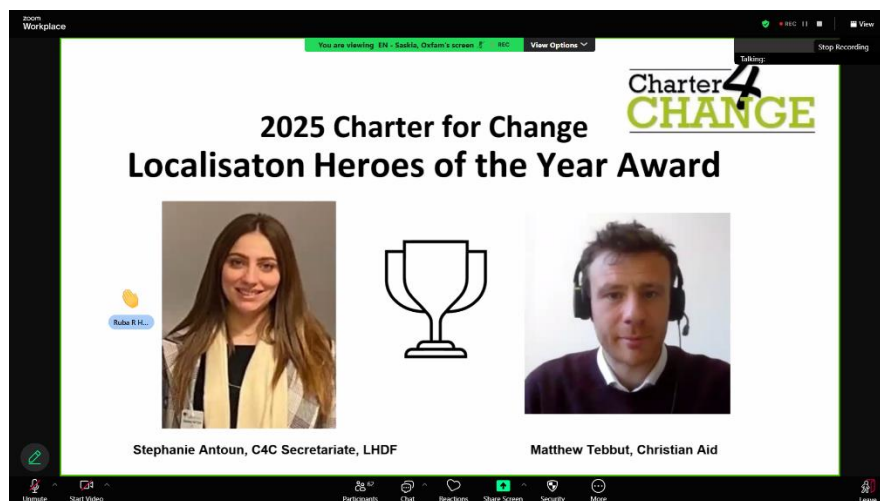 zoom
Workplace
REC
View
You are viewing EN - Saskia, Oxfam's screen
REC
View Options
Stop Recording
Talking:
Charter 4
CHANGE
2025 Charter for Change
Localisaton Heroes of the Year Award
Ruba R H...
Stephanie Antoun, C4C Secretariate, LHDF
Matthew Tebbut, Christian Aid
Unmute
Start Video
Participants
67
Chat
Reactions
Share Screen
Security
More
Leave